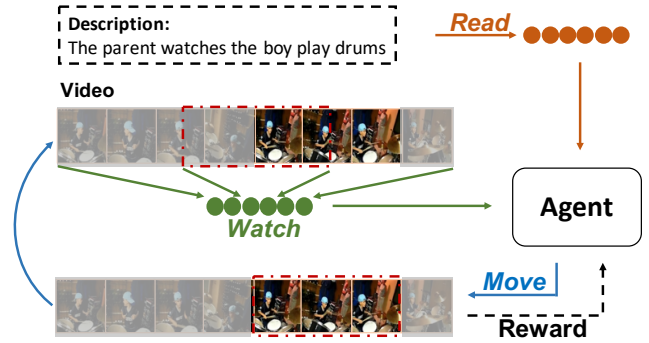 Description:
The parent watches the boy play drums
Read
Video
Watch
Agent
Move
Reward